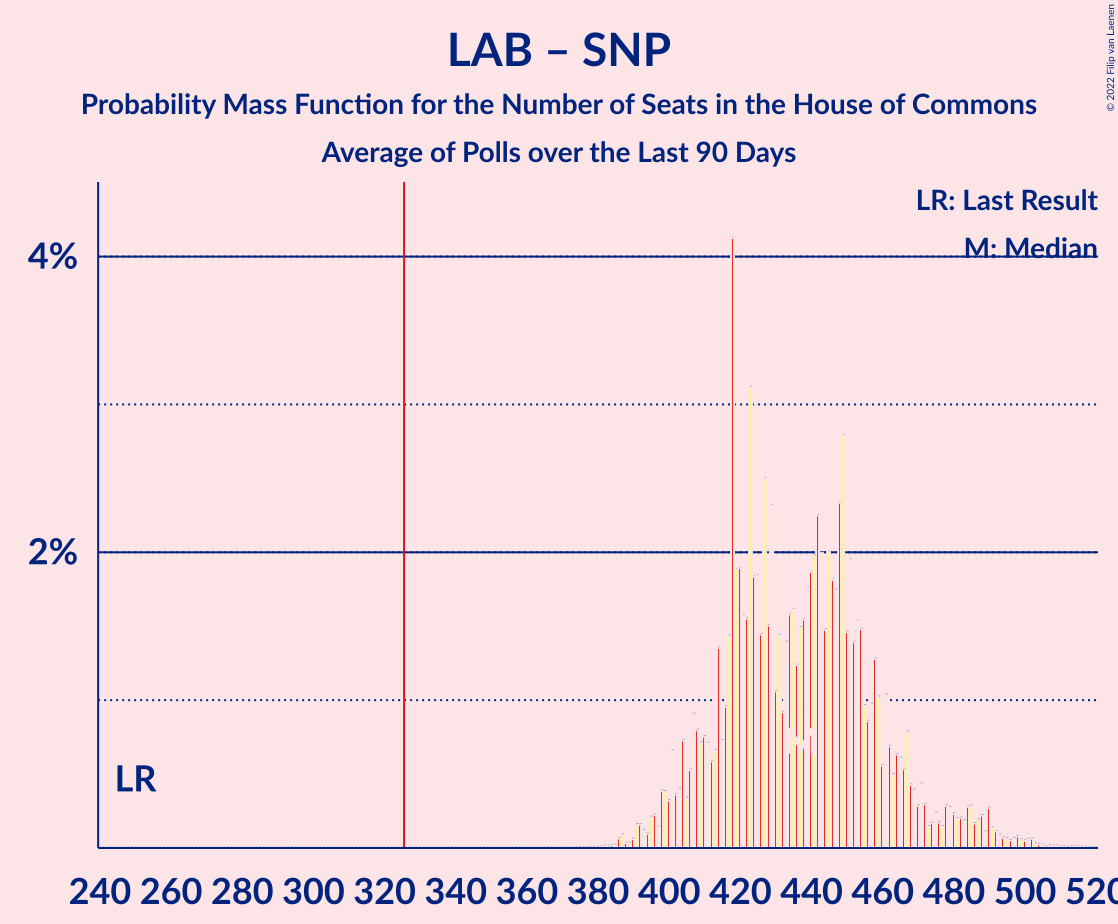 LAB – SNP
Probability Mass Function for the Number of Seats in the House of Commons
Average of Polls over the Last 90 Days
© 2022 Filip van Laenen
LR: Last Result
M: Median
4%
2%
LR
240 260 280 300 320 340 360 380 400 420 440 460 480 500 520